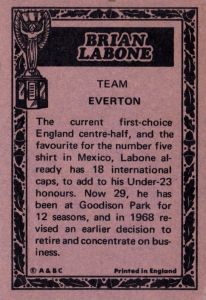 BRIAN
LABONE
TEAM
EVERTON
The current first-choice
England centre-half, and the
favourite for the number five
shirt in Mexico, Labone al-
ready has 18 international
caps, to add to his Under-23
honours. Now 29, he has
been at Goodison Park for
12 seasons, and in 1968 re-
vised an earlier decision to
retire and concentrate on bus-
iness.
© A & BC Printed in England